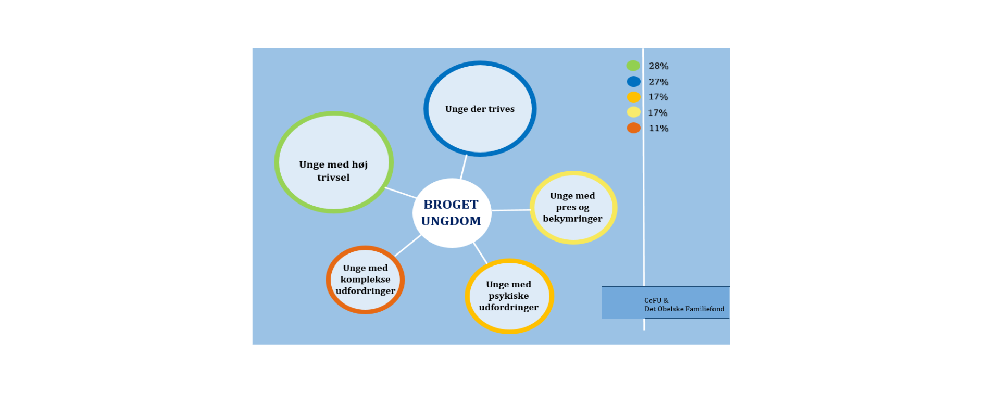 Unge der trives
Unge med høj
trivsel
BROGET
UNGDOM
Unge med
pres og
bekymringer
Unge med
komplekse
udfordringer
Unge med
psykiske
udfordringer
28%
27%
17%
17%
11%
CeFU &
Det Obelske Familiefond